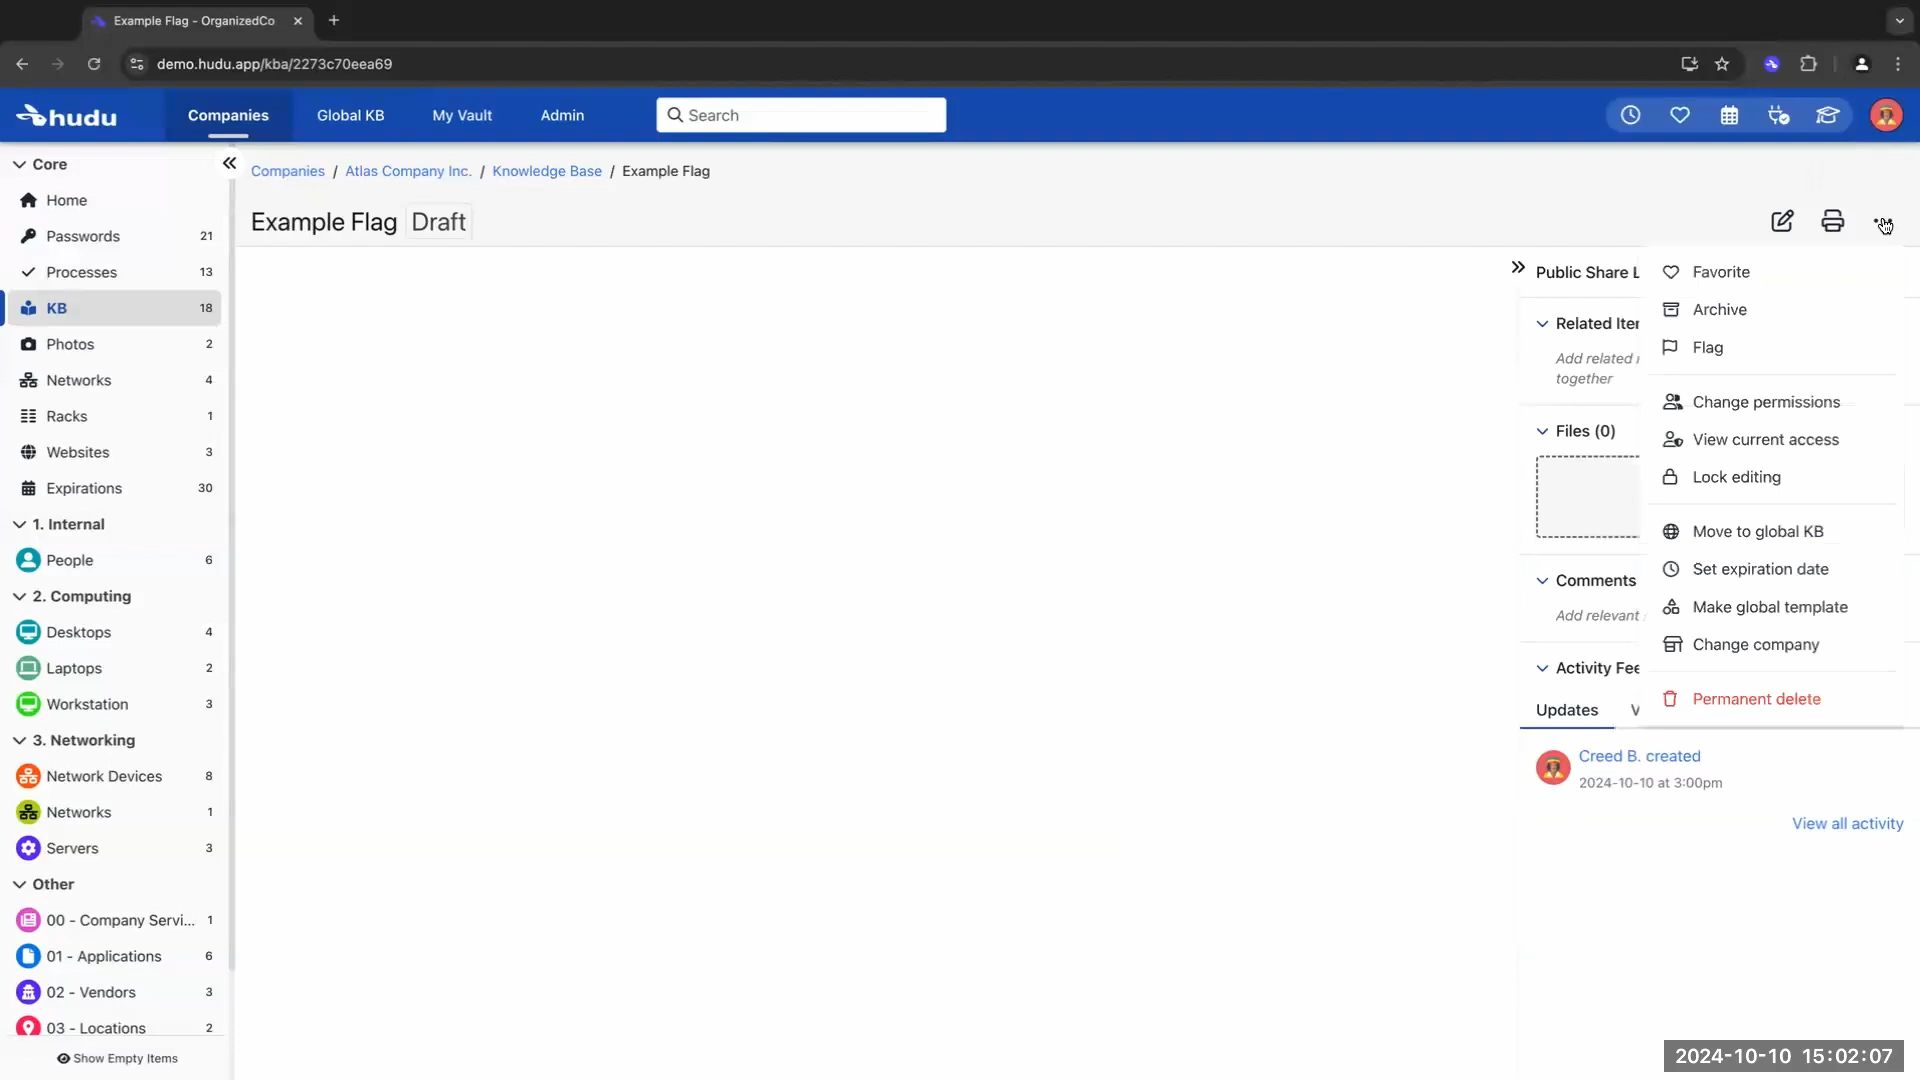 Example Flag - OrganizedCo
demo.hudu.app/kba/2273c70eea69
hudu
Companies
Global KB
My Vault
Admin
Search
Core
Home
Passwords 21
Processes 13
KB 18
Photos 2
Networks 4
Racks 1
Websites 3
Expirations 30
1. Internal
People 6
2. Computing
Desktops 4
Laptops 2
Workstation 3
3. Networking
Network Devices 8
Networks 1
Servers 3
Other
00 - Company Servi... 1
01 - Applications 6
02 - Vendors 3
03 - Locations 2
Show Empty Items
Companies / Atlas Company Inc. / Knowledge Base / Example Flag
Example Flag Draft
Public Share L
Related Iter
Add related
together
Files (0)
Comments
Add relevant
Activity Fee
Updates
Creed B. created
2024-10-10 at 3:00pm
View all activity
Favorite
Archive
Flag
Change permissions
View current access
Lock editing
Move to global KB
Set expiration date
Make global template
Change company
Permanent delete
2024-10-10 15:02:07